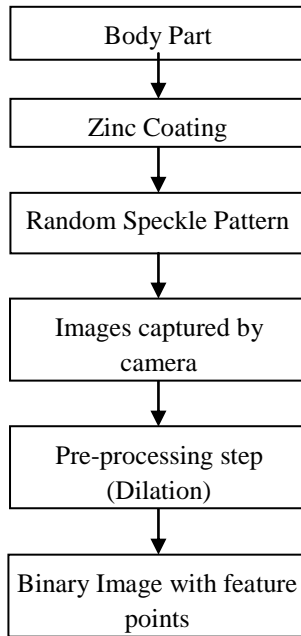 Body Part
Zinc Coating
Random Speckle Pattern
Images captured by
camera
Pre-processing step
(Dilation)
Binary Image with feature
points